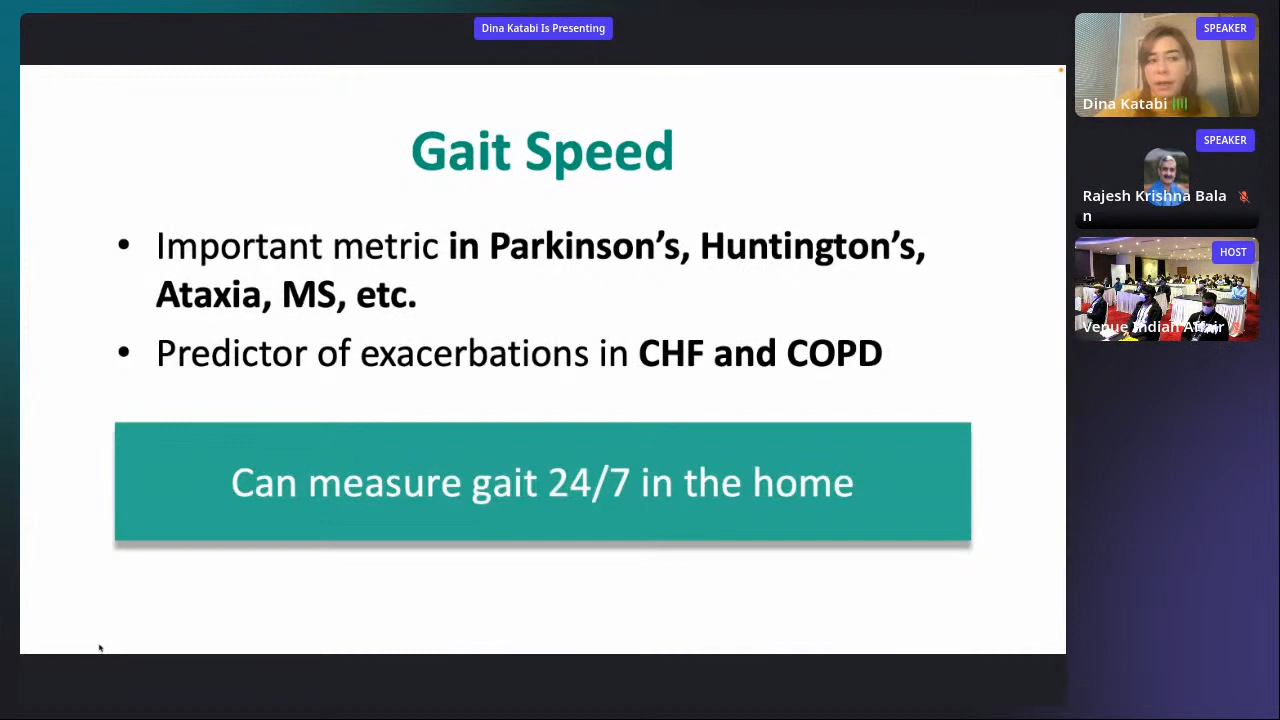 Dina Katabi Is Presenting
Gait Speed
• Important metric in Parkinson’s, Huntington’s,
Ataxia, MS, etc.
• Predictor of exacerbations in CHF and COPD
Can measure gait 24/7 in the home
SPEAKER
Dina Katabi
SPEAKER
Rajesh Krishna Bala
n
HOST
Venue Indian Affair